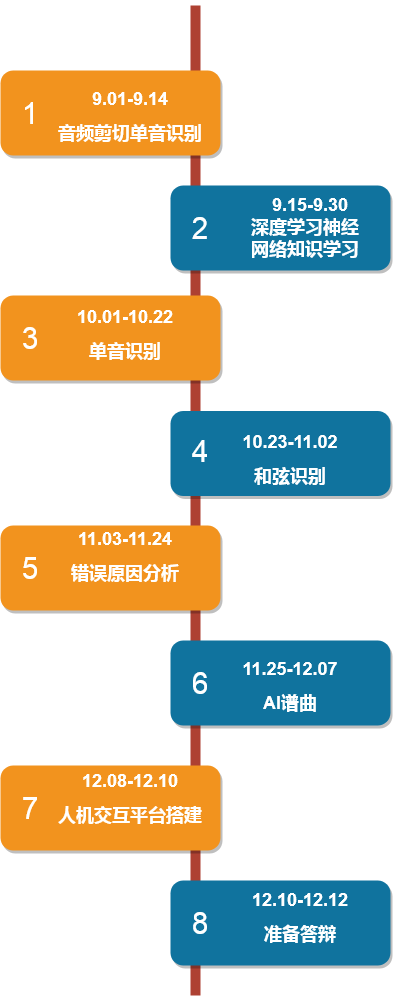 1
9.01-9.14
音频剪切单音识别
2
9.15-9.30
深度学习神经
网络知识学习
3
10.01-10.22
单音识别
4
10.23-11.02
和弦识别
5
11.03-11.24
错误原因分析
6
11.25-12.07
AI谱曲
7
12.08-12.10
人机交互平台搭建
8
12.10-12.12
准备答辩